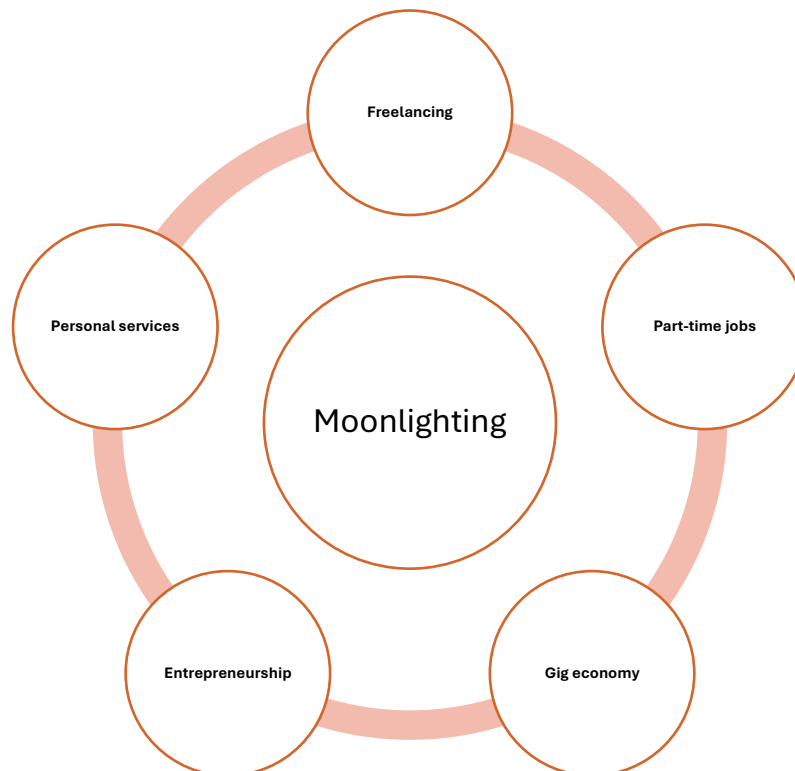 Freelancing
Personal services
Part-time jobs
Moonlighting
Entrepreneurship
Gig economy